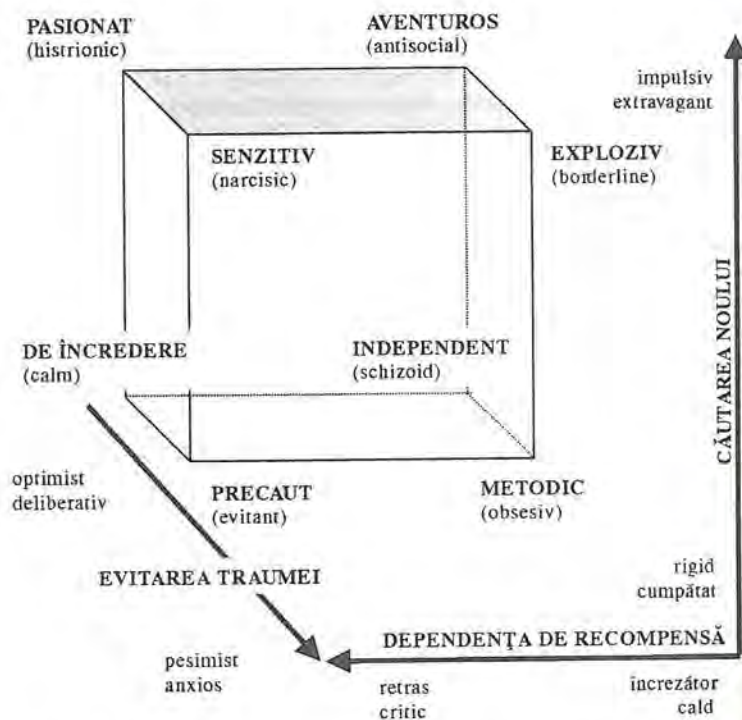 PASIONAT
(histrionic)
AVENTUROS
(antisocial)
impulsiv
extravagant
SENZITIV
(narcisic)
EXPLOZIV
(borderline)
CĂUTAREA NOULUI
DE ÎNCREDERE
(calm)
INDEPENDENT
(schizoid)
optimist
deliberativ
PRECAUT
(evitant)
METODIC
(obsesiv)
EVITAREA TRAUMEI
rigid
cumpătat
DEPENDENŢA DE RECOMPENSĂ
pesimist
anxios
retras
critic
încrezător
cald